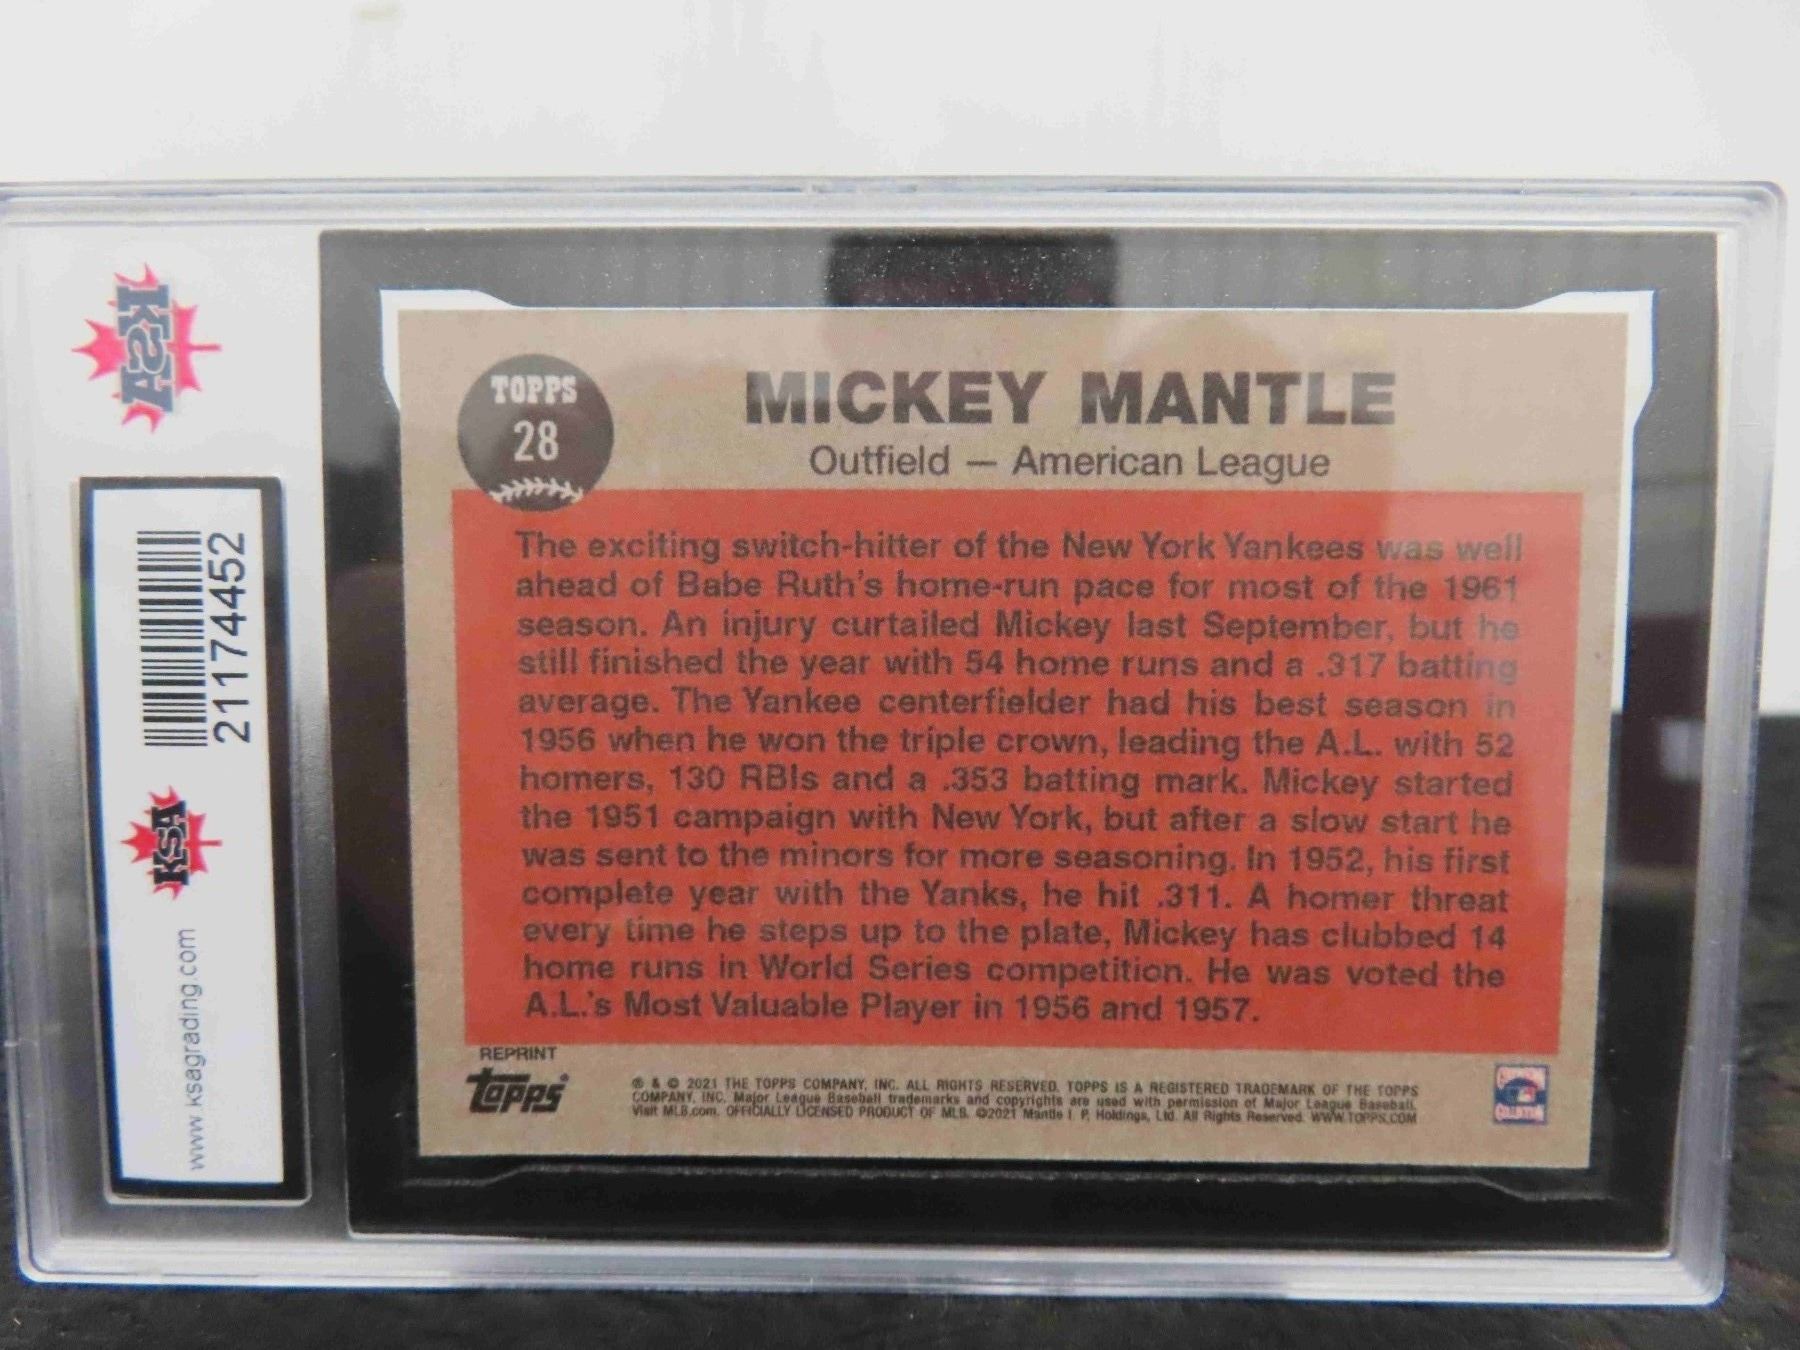 KSA
21174452
KSA
www.ksagrading.com
TOPPS
28
MICKEY MANTLE
Outfield — American League
The exciting switch-hitter of the New York Yankees was well
ahead of Babe Ruth's home-run pace for most of the 1961
season. An injury curtailed Mickey last September, but he
still finished the year with 54 home runs and a .317 batting
average. The Yankee centerfielder had his best season in
1956 when he won the triple crown, leading the A.L. with 52
homers, 130 RBIs and a .353 batting mark. Mickey started
the 1951 campaign with New York, but after a slow start he
was sent to the minors for more seasoning. In 1952, his first
complete year with the Yanks, he hit .311. A homer threat
every time he steps up to the plate, Mickey has clubbed 14
home runs in World Series competition. He was voted the
A.L.'s Most Valuable Player in 1956 and 1957.
REPRINT
Topps
® & © 2021 THE TOPPS COMPANY, INC. ALL RIGHTS RESERVED. TOPPS IS A REGISTERED TRADEMARK OF THE TOPPS
COMPANY, INC. Major League Baseball trademarks and copyrights are used with permission of Major League Baseball.
Visit MLB.com. OFFICIALLY LICENSED PRODUCT OF MLB. ©2021 Mantle I. P. Holdings, Ltd. All Rights Reserved. WWW.TOPPS.COM